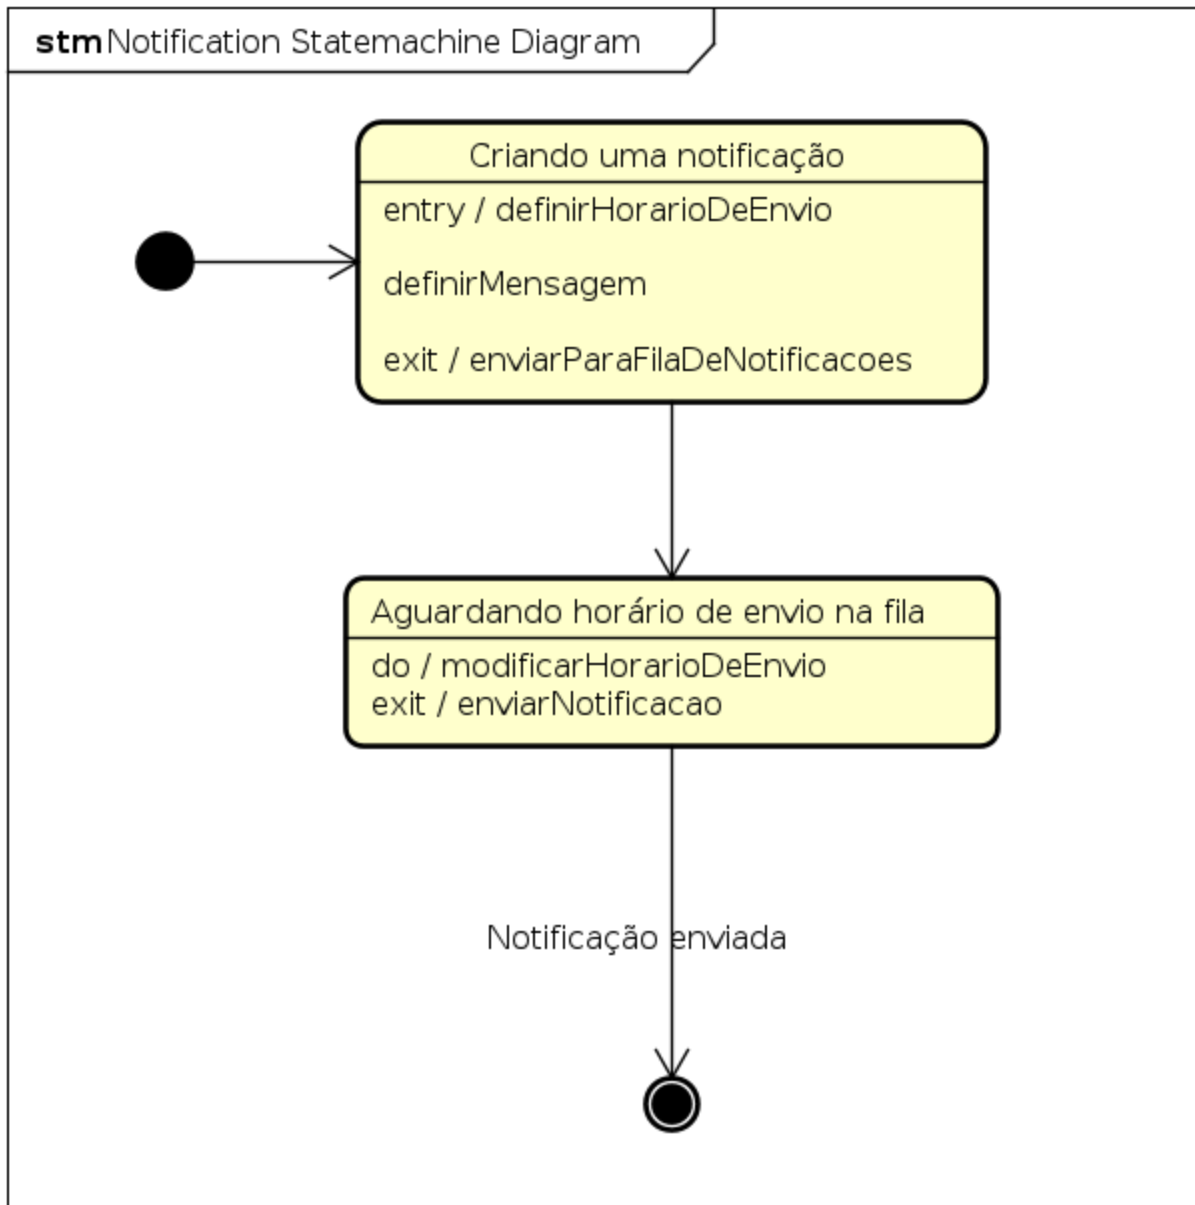 stm Notification Statemachine Diagram
Criando uma notificação
entry / definirHorarioDeEnvio
definirMensagem
exit / enviarParaFilaDeNotificacoes
Aguardando horário de envio na fila
do / modificarHorarioDeEnvio
exit / enviarNotificacao
Notificação enviada